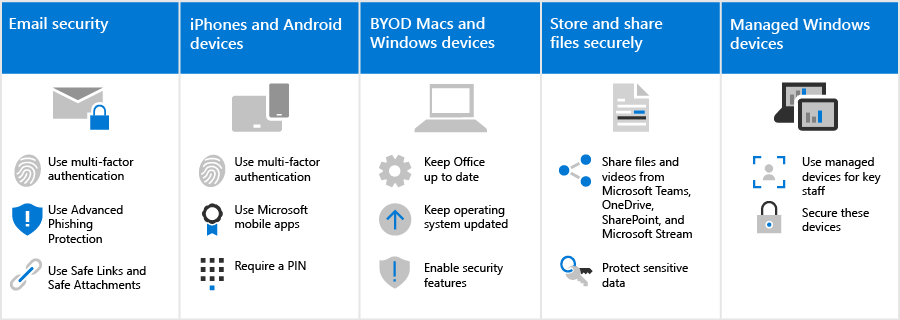 Email security
Use multi-factor
authentication
Use Advanced
Phishing
Protection
Use Safe Links and
Safe Attachments
iPhones and Android
devices
Use multi-factor
authentication
Use Microsoft
mobile apps
Require a PIN
BYOD Macs and
Windows devices
Keep Office
up to date
Keep operating
system updated
Enable security
features
Store and share
files securely
Share files and
videos from
Microsoft Teams,
OneDrive,
SharePoint, and
Microsoft Stream
Protect sensitive
data
Managed Windows
devices
Use managed
devices for key
staff
Secure these
devices